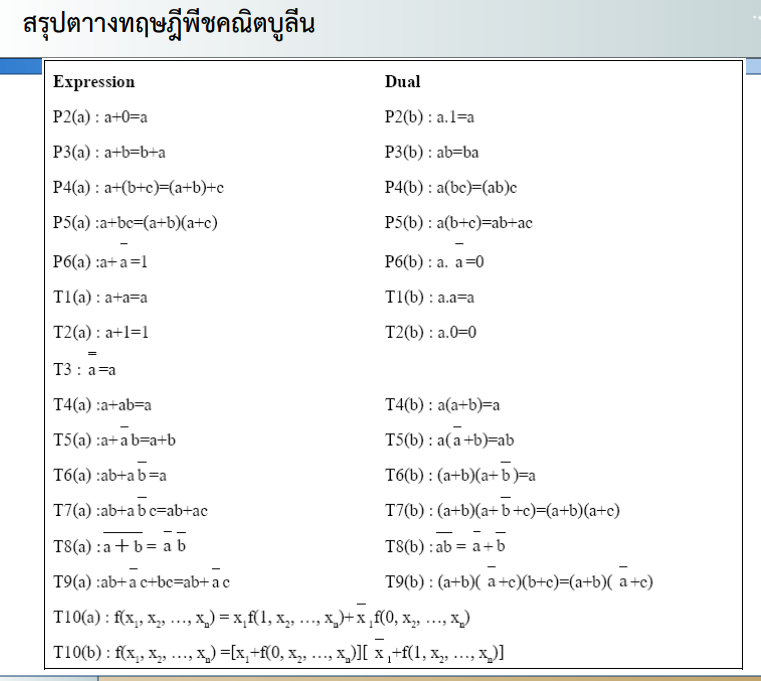 สรุปตาางทฤษฎีพีชคณิตบูลีน
Expression Dual
P2(a) : a+0=a P2(b) : a.1=a
P3(a) : a+b=b+a P3(b) : ab=ba
P4(a) : a+(b+c)=(a+b)+c P4(b) : a(bc)=(ab)c
P5(a) :a+bc=(a+b)(a+c) P5(b) : a(b+c)=ab+ac
P6(a) :a+a̅=1 P6(b) : a. a̅=0
T1(a) : a+a=a T1(b) : a.a=a
T2(a) : a+1=1 T2(b) : a.0=0
T3 : a̿=a
T4(a) :a+ab=a T4(b) : a(a+b)=a
T5(a) :a+a̅b=a+b T5(b) : a(a̅+b)=ab
T6(a) :ab+ab̅=a T6(b) : (a+b)(a+b̅)=a
T7(a) :ab+ab̅c=ab+ac T7(b) : (a+b)(a+b̅+c)=(a+b)(a+c)
T8(a) :a̅ ̅+̅ ̅b̅ = a̅ b̅ T8(b) :a̅b̅ = a̅+b̅
T9(a) :ab+a̅c+bc=ab+a̅c T9(b) : (a+b)( a̅+c)(b+c)=(a+b)( a̅+c)
T10(a) : f(x₁, x₂, …, xₙ) = x₁f(1, x₂, …, xₙ)+x̅₁f(0, x₂, …, xₙ)
T10(b) : f(x₁, x₂, …, xₙ) =[x₁+f(0, x₂, …, xₙ)][ x̅₁+f(1, x₂, …, xₙ)]